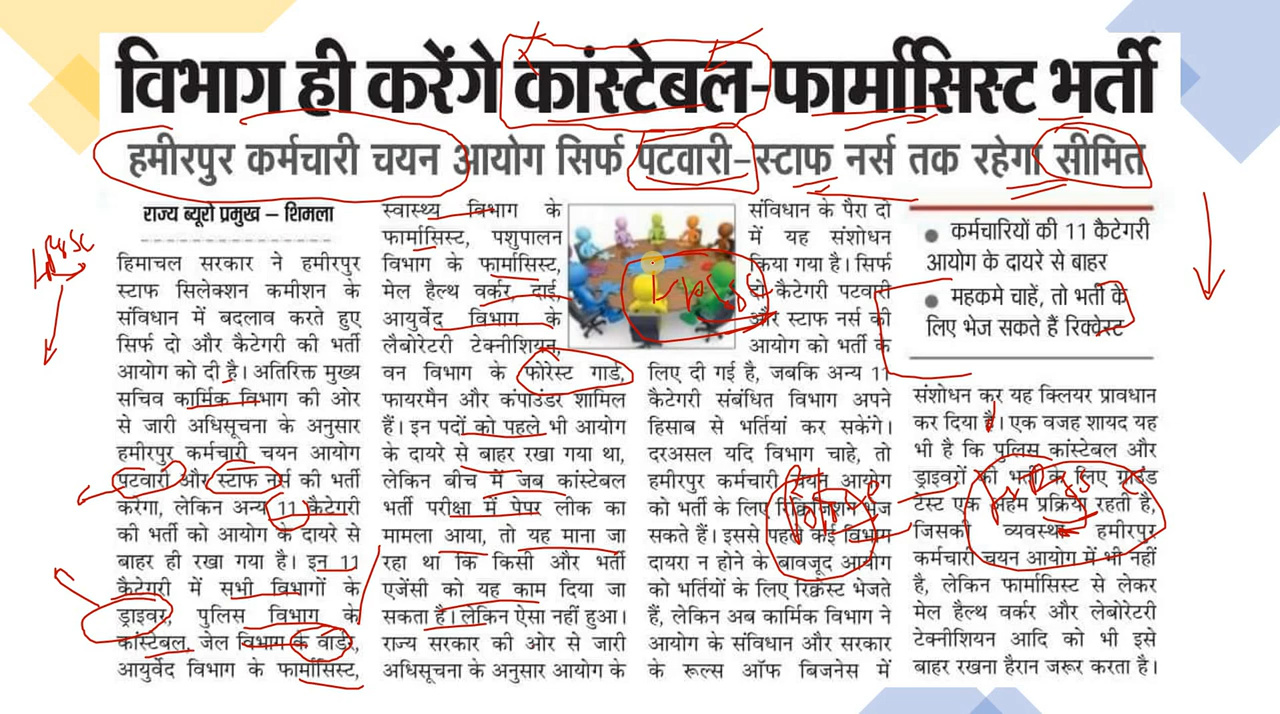 विभाग ही करेंगे कांस्टेबल-फार्मासिस्ट भर्ती
हमीरपुर कर्मचारी चयन आयोग सिर्फ पटवारी-स्टाफ नर्स तक रहेगा सीमित
राज्य ब्यूरो प्रमुख – शिमला
हिमाचल सरकार ने हमीरपुर
स्टाफ सिलेक्शन कमीशन के
संविधान में बदलाव करते हुए
सिर्फ दो और कैटेगरी की भर्ती
आयोग को दी है। अतिरिक्त मुख्य
सचिव कार्मिक विभाग की ओर
से जारी अधिसूचना के अनुसार
हमीरपुर कर्मचारी चयन आयोग
पटवारी और स्टाफ नर्स की भर्ती
करेगा, लेकिन अन्य 11 कैटेगरी
की भर्ती को आयोग के दायरे से
बाहर ही रखा गया है। इन 11
कैटेगरी में सभी विभागों के
ड्राइवर, पुलिस विभाग के
कांस्टेबल, जेल विभाग के वार्डर,
आयुर्वेद विभाग के फार्मासिस्ट,
स्वास्थ्य विभाग के
फार्मासिस्ट, पशुपालन
विभाग के फार्मासिस्ट,
मेल हैल्थ वर्कर, दाई,
आयुर्वेद विभाग के
लैबोरेटरी टेक्नीशियन,
वन विभाग के फोरेस्ट गार्ड,
फायरमैन और कंपाउंडर शामिल
हैं। इन पदों को पहले भी आयोग
के दायरे से बाहर रखा गया था,
लेकिन बीच में जब कांस्टेबल
भर्ती परीक्षा में पेपर लीक का
मामला आया, तो यह माना जा
रहा था कि किसी और भर्ती
एजेंसी को यह काम दिया जा
सकता है। लेकिन ऐसा नहीं हुआ।
राज्य सरकार की ओर से जारी
अधिसूचना के अनुसार आयोग के
संविधान के पैरा दो
में यह संशोधन
किया गया है। सिर्फ
दो कैटेगरी पटवारी
और स्टाफ नर्स की
आयोग को भर्ती के
लिए दी गई है, जबकि अन्य 11
कैटेगरी संबंधित विभाग अपने
हिसाब से भर्तियां कर सकेंगे।
दरअसल यदि विभाग चाहे, तो
हमीरपुर कर्मचारी चयन आयोग
को भर्ती के लिए रिक्विजिशन भेज
सकते हैं। इससे पहले कई विभाग
दायरा न होने के बावजूद आयोग
को भर्तियों के लिए रिक्वेस्ट भेजते
हैं, लेकिन अब कार्मिक विभाग ने
आयोग के संविधान और सरकार
के रूल्स ऑफ बिजनेस में
कर्मचारियों की 11 कैटेगरी
आयोग के दायरे से बाहर
महकमे चाहें, तो भर्ती के
लिए भेज सकते हैं रिक्वेस्ट
संशोधन कर यह क्लियर प्रावधान
कर दिया है। एक वजह शायद यह
भी है कि पुलिस कांस्टेबल और
ड्राइवरों की भर्ती के लिए ग्राउंड
टेस्ट एक अहम प्रक्रिया रहती है,
जिसकी व्यवस्था हमीरपुर
कर्मचारी चयन आयोग में भी नहीं
है, लेकिन फार्मासिस्ट से लेकर
मेल हैल्थ वर्कर और लेबोरेटरी
टेक्नीशियन आदि को भी इसे
बाहर रखना हैरान जरूर करता है।